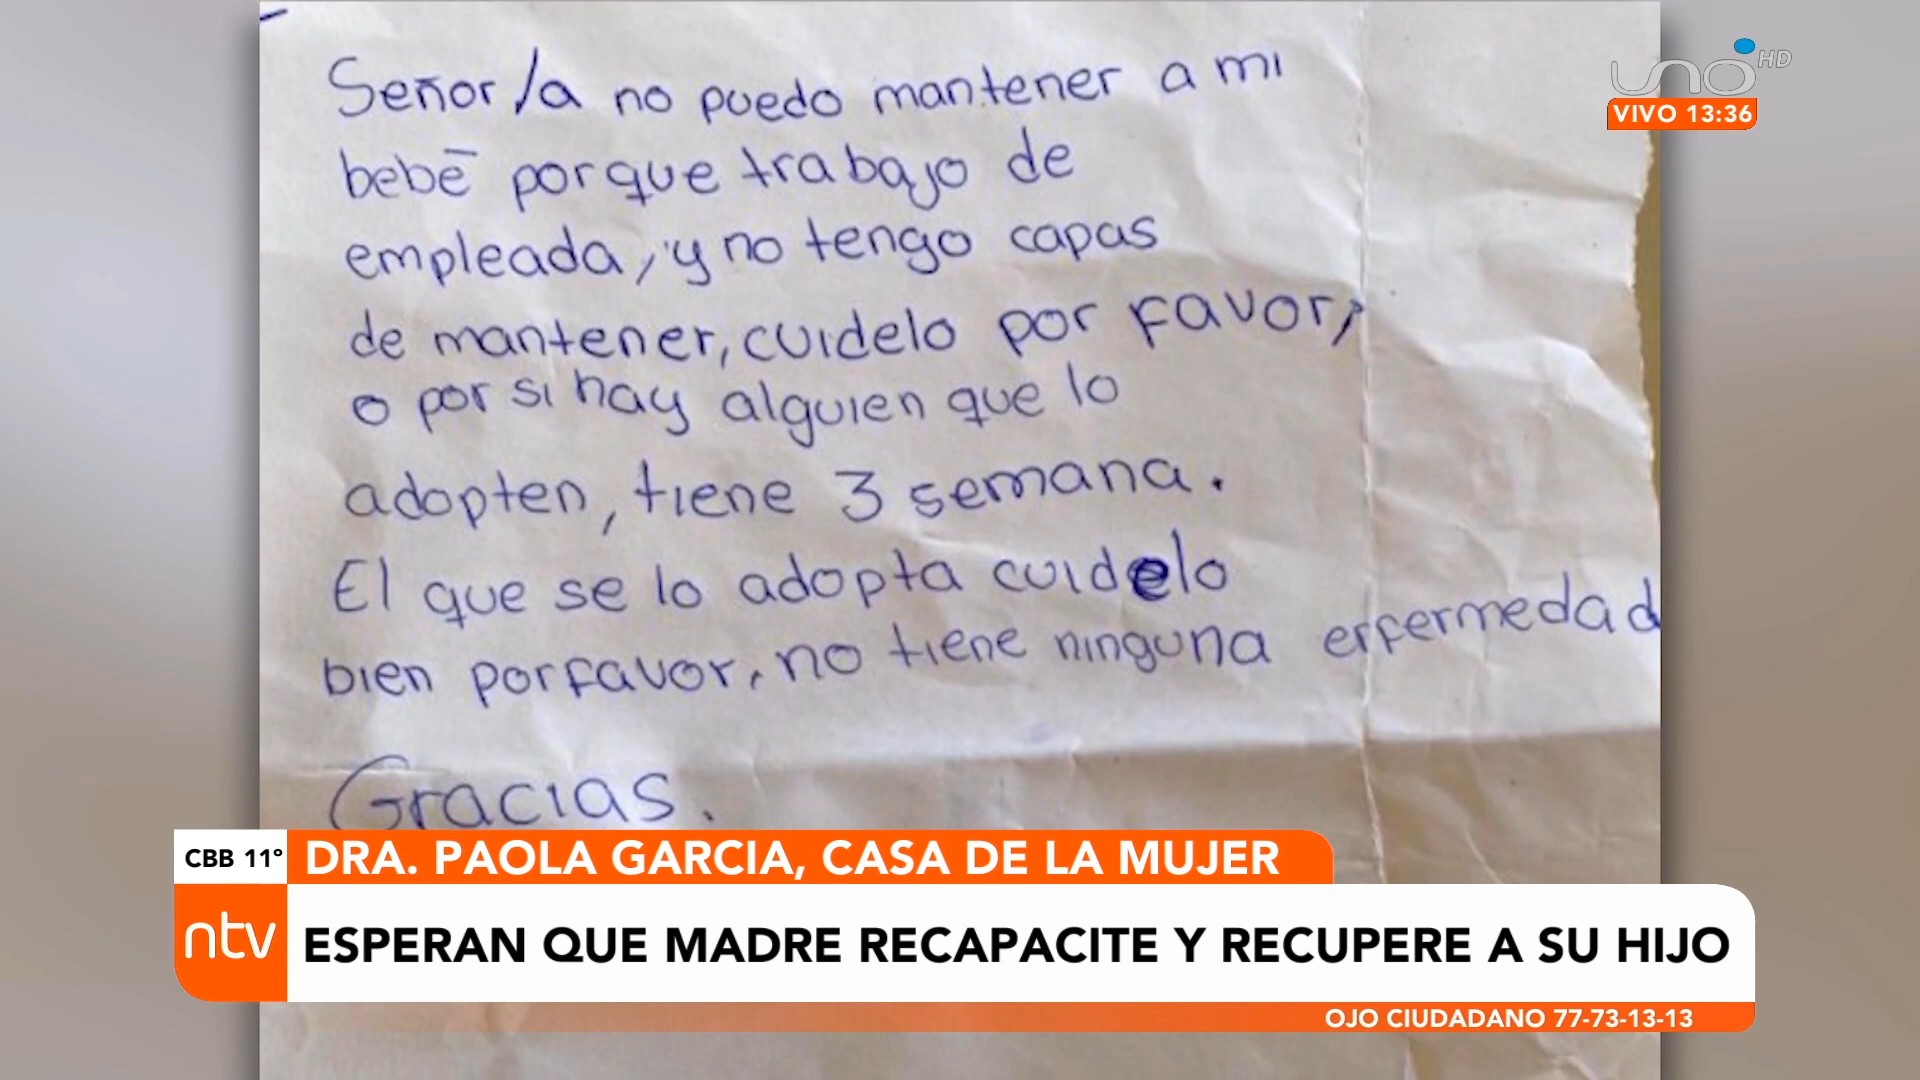 Señor/a no puedo mantener a mi
bebē porque trabajo de
empleada, y no tengo capas
de mantener, cuidelo por favor,
o por si hay alguien que lo
adopten, tiene 3 semana.
El que se lo adopta cuidelo
bien porfavor, no tiene ninguna enfermedad
Gracias.
uno HD
VIVO 13:36
CBB 11º
DRA. PAOLA GARCIA, CASA DE LA MUJER
ntv
ESPERAN QUE MADRE RECAPACITE Y RECUPERE A SU HIJO
OJO CIUDADANO 77-73-13-13